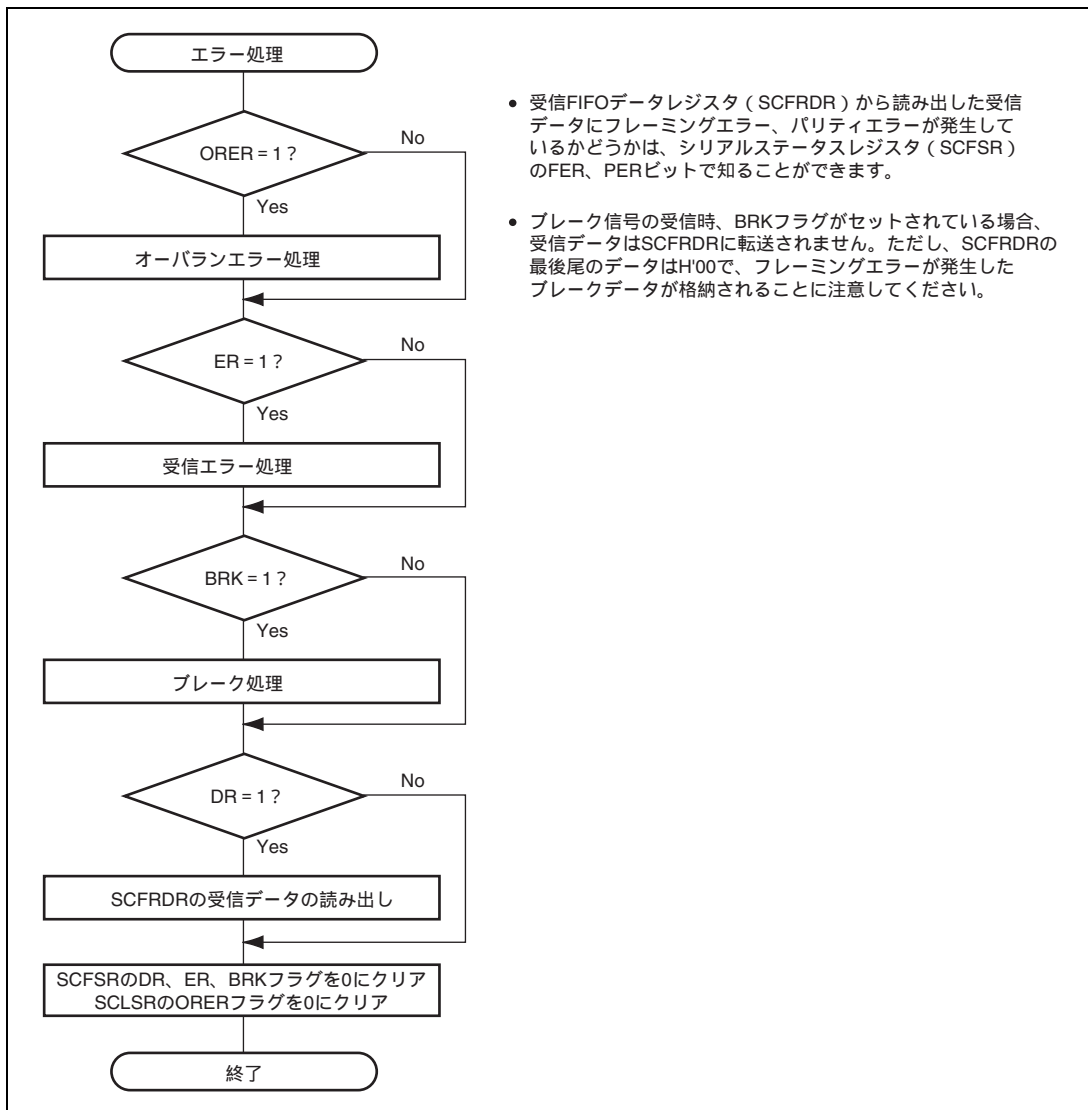 エラー処理
ORER = 1 ?
No
Yes
オーバランエラー処理
ER = 1 ?
No
Yes
受信エラー処理
BRK = 1 ?
No
Yes
ブレーク処理
DR = 1 ?
No
Yes
SCFRDRの受信データの読み出し
SCFSRのDR、ER、BRKフラグを0にクリア
SCLSRのORERフラグを0にクリア
終了
● 受信FIFOデータレジスタ(SCFRDR)から読み出した受信
データにフレーミングエラー、パリティエラーが発生して
いるかどうかは、シリアルステータスレジスタ(SCFSR)
のFER、PERビットで知ることができます。
● ブレーク信号の受信時、BRKフラグがセットされている場合、
受信データはSCFRDRに転送されません。ただし、SCFRDRの
最後尾のデータはH'00で、フレーミングエラーが発生した
ブレークデータが格納されることに注意してください。